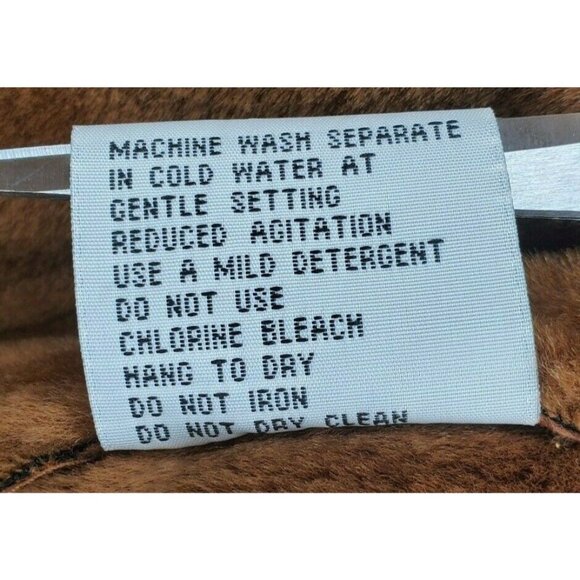 MACHINE WASH SEPARATE
IN COLD WATER AT
GENTLE SETTING
REDUCED AGITATION
USE A MILD DETERGENT
DO NOT USE
CHLORINE BLEACH
HANG TO DRY
DO NOT IRON
DO NOT DRY CLEAN